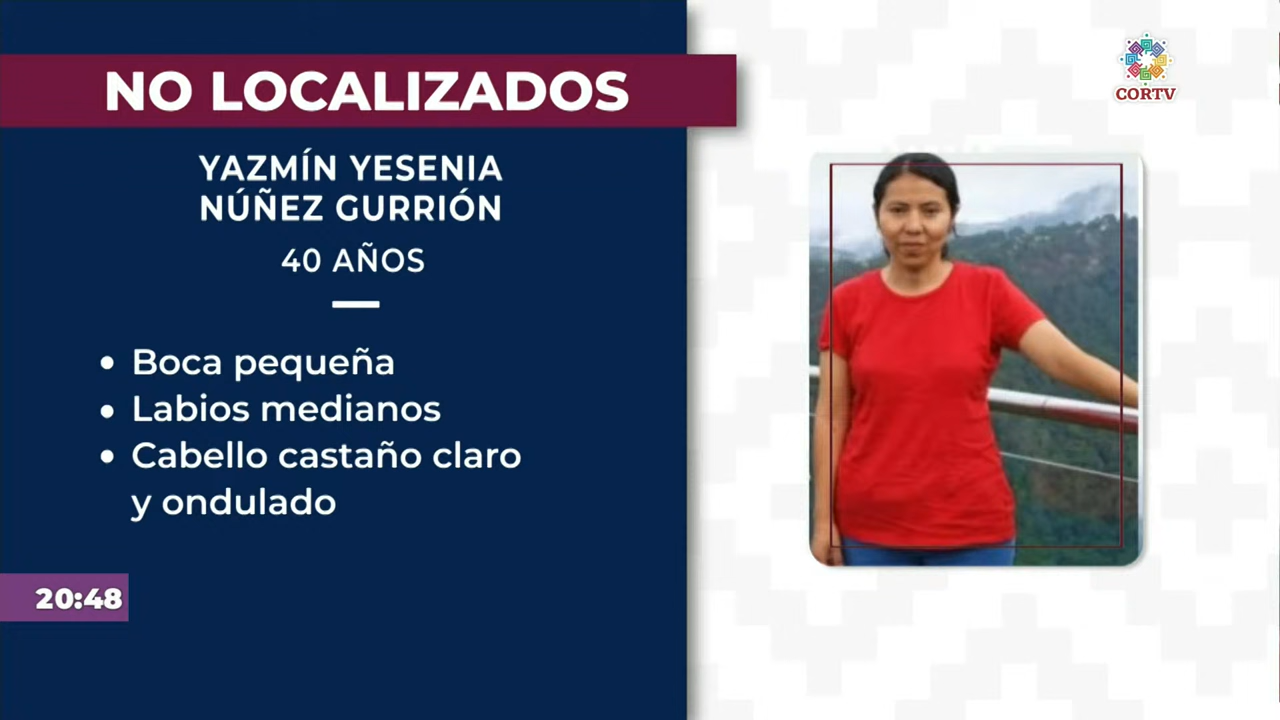 NO LOCALIZADOS
YAZMÍN YESENIA
NÚÑEZ GURRIÓN
40 AÑOS
• Boca pequeña
• Labios medianos
• Cabello castaño claro
y ondulado
20:48
CORTV